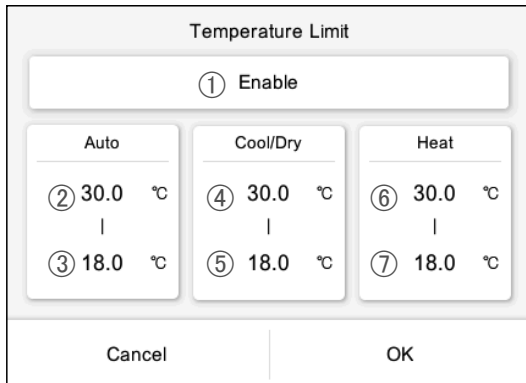 Temperature Limit
① Enable
Auto Cool/Dry Heat
② 30.0 ℃ ④ 30.0 ℃ ⑥ 30.0 ℃
| | |
③ 18.0 ℃ ⑤ 18.0 ℃ ⑦ 18.0 ℃
Cancel OK